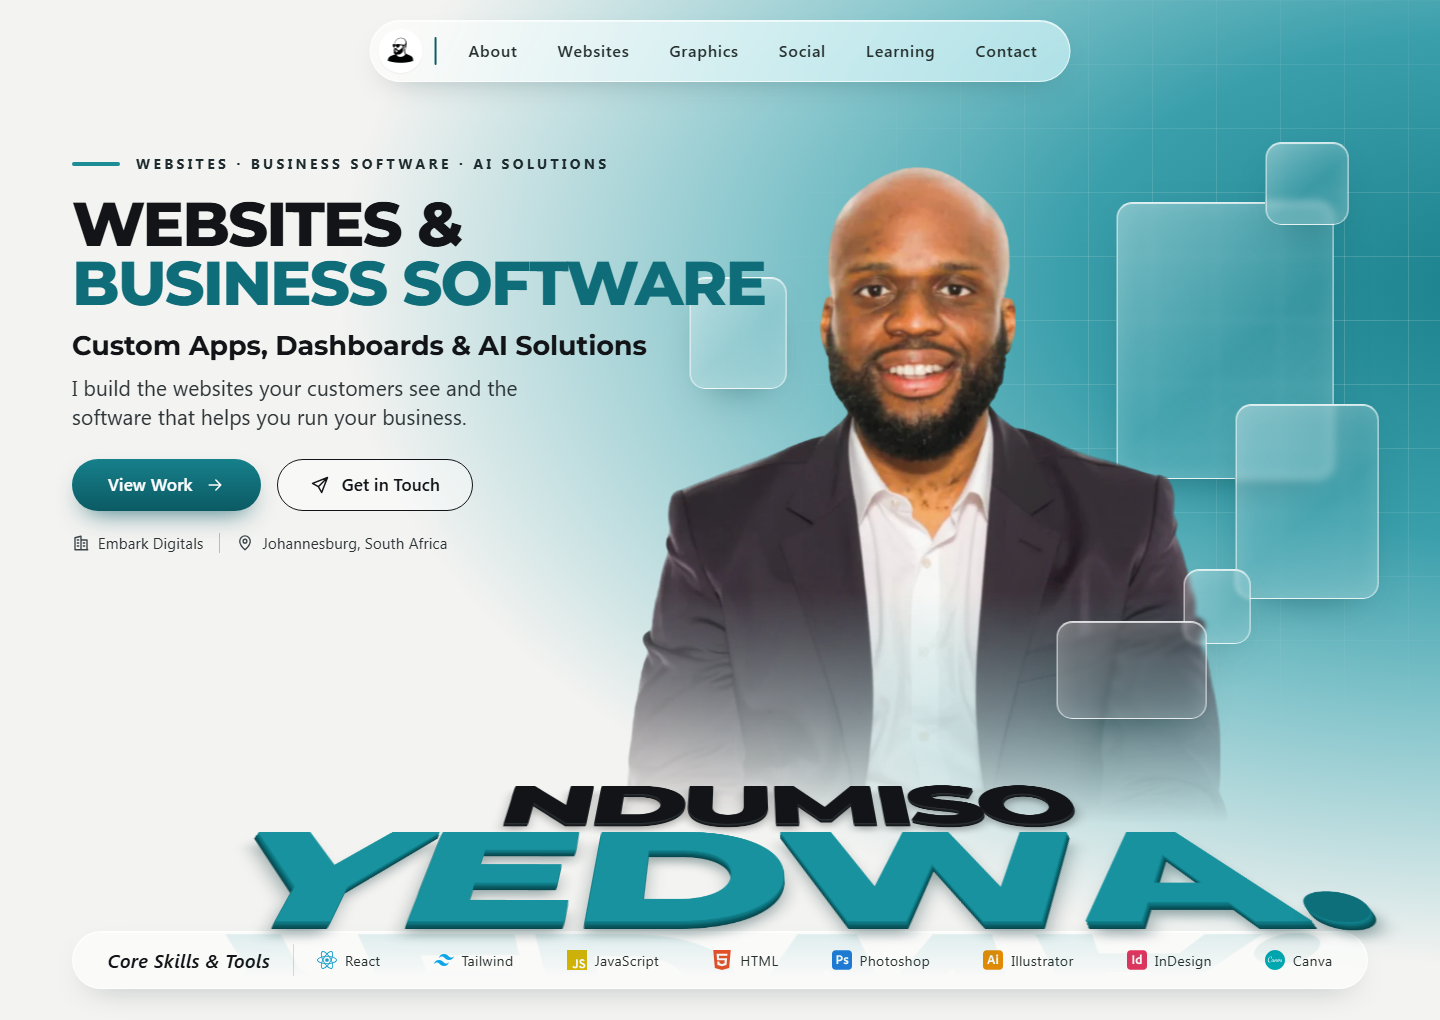 About Websites Graphics Social Learning Contact
WEBSITES · BUSINESS SOFTWARE · AI SOLUTIONS
WEBSITES &
BUSINESS SOFTWARE
Custom Apps, Dashboards & AI Solutions
I build the websites your customers see and the
software that helps you run your business.
View Work
Get in Touch
Embark Digitals
Johannesburg, South Africa
NDUMISO
YEDWA.
Core Skills & Tools
React
Tailwind
JS JavaScript
HTML
Ps Photoshop
Ai Illustrator
Id InDesign
Canva Canva